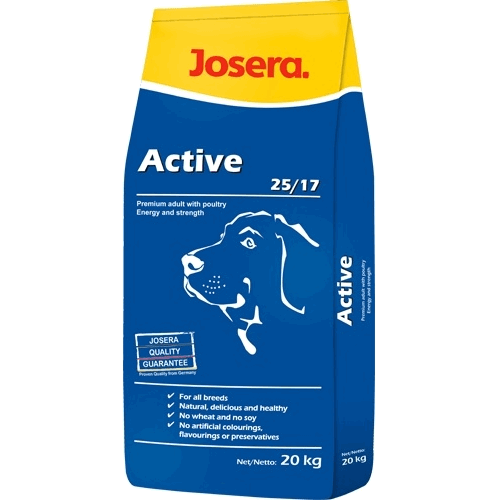 Josera.
Active
25/17
Premium adult with poultry
Energy and strength
JOSERA
QUALITY
GUARANTEE
Proven Quality from Germany
✓ For all breeds
✓ Natural, delicious and healthy
✓ No wheat and no soy
✓ No artificial colourings,
flavourings or preservatives
Net/Netto: 20 kg
Active
Premium adult with poultry
Energy and strength
Net/Netto: 20 kg